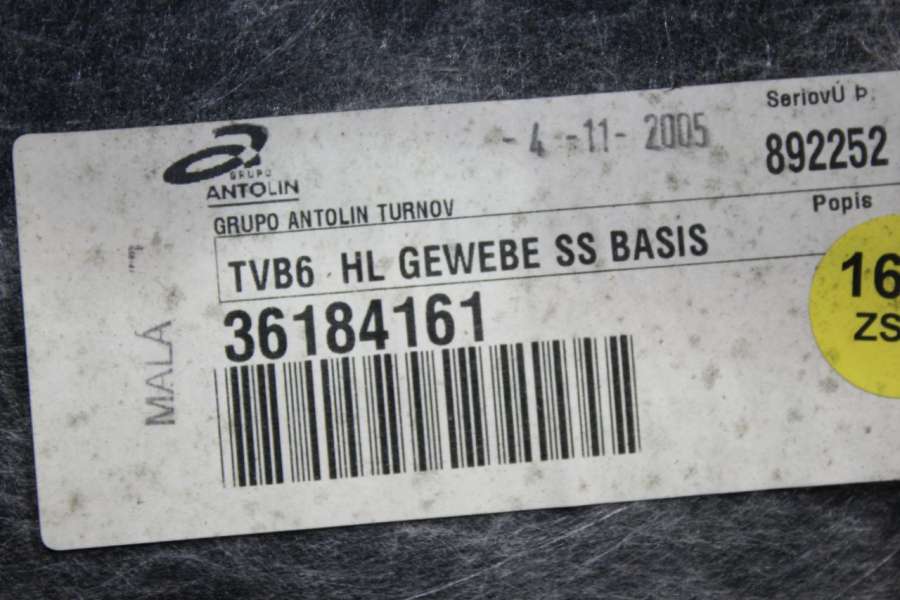 SeriovÚ Þ
- 4 -11- 2005
892252
GRUPO
ANTOLIN
GRUPO ANTOLIN TURNOV
Popis
TVB6 HL GEWEBE SS BASIS
36184161
MALÁ
16
ZS